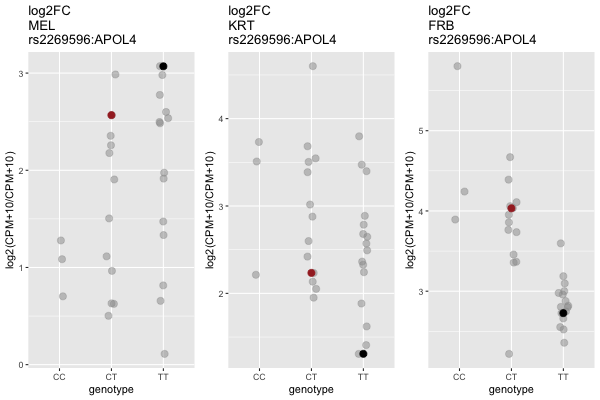 log2FC
MEL
rs2269596:APOL4
log2(CPM+10/CPM+10)
3
2
1
0
CC CT TT
genotype
log2FC
KRT
rs2269596:APOL4
log2(CPM+10/CPM+10)
4
3
2
CC CT TT
genotype
log2FC
FRB
rs2269596:APOL4
log2(CPM+10/CPM+10)
5
4
3
CC CT TT
genotype